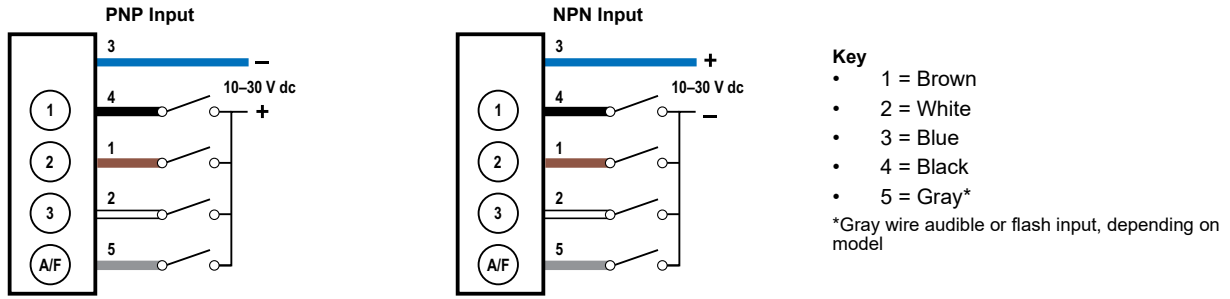 PNP Input
3
–
10–30 V dc
1
4
+
2
1
3
2
A/F
5
NPN Input
3
+
10–30 V dc
1
4
–
2
1
3
2
A/F
5
Key
• 1 = Brown
• 2 = White
• 3 = Blue
• 4 = Black
• 5 = Gray*
*Gray wire audible or flash input, depending on
model